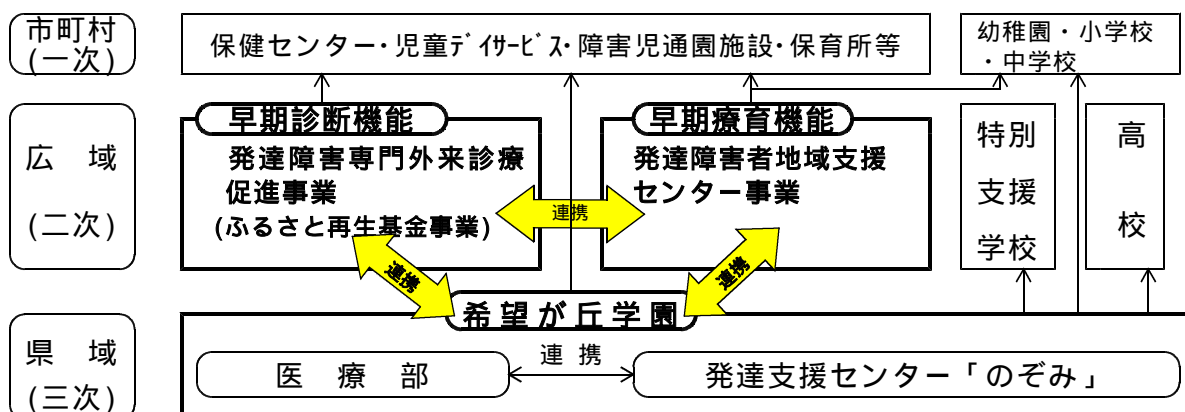 市町村
(一次)
保健センター・児童ﾃﾞｲｻｰﾋﾞｽ・障害児通園施設・保育所等
幼稚園・小学校
・中学校
広　域
(二次)
早期診断機能
発達障害専門外来診療
促進事業
(ふるさと再生基金事業)
連携
早期療育機能
発達障害者地域支援
センター事業
特別
支援
学校
高
校
連携
連携
希望が丘学園
県　域
(三次)
医　療　部
連 携
発達支援センター「のぞみ」